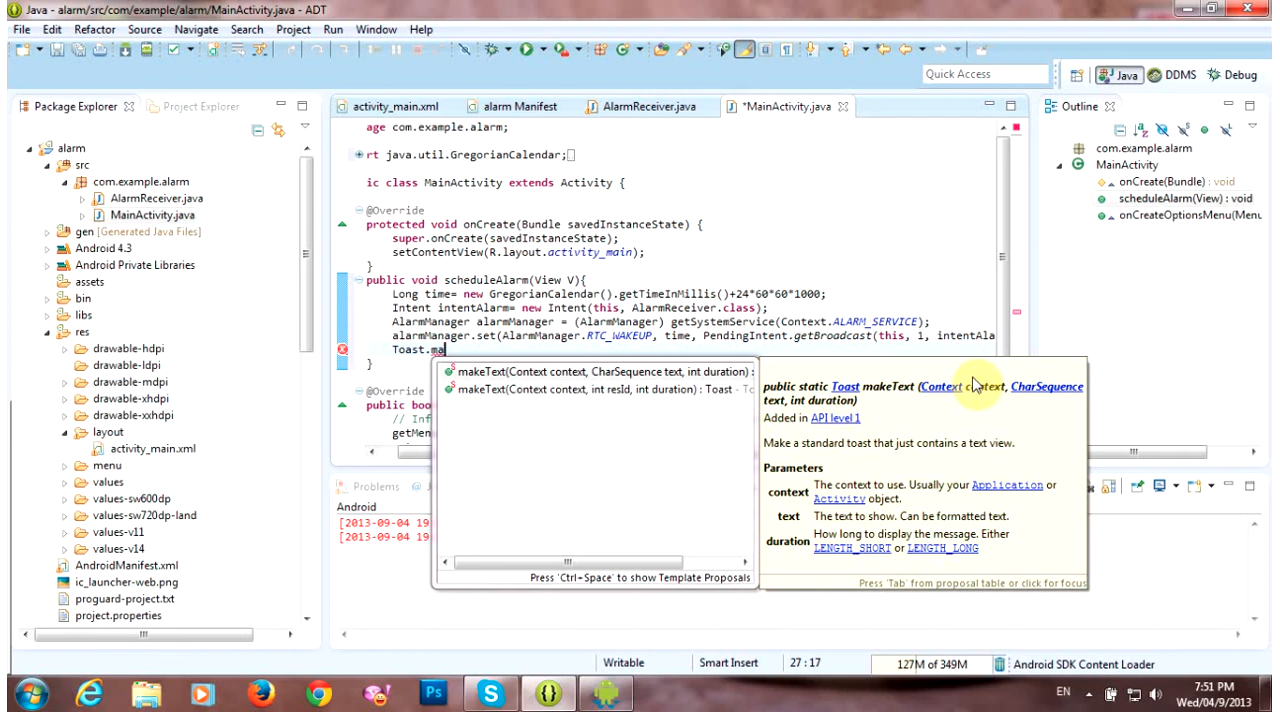 Java - alarm/src/com/example/alarm/MainActivity.java - ADT
File Edit Refactor Source Navigate Search Project Run Window Help
Quick Access
Java DDMS Debug
Package Explorer Project Explorer
activity_main.xml alarm Manifest AlarmReceiver.java *MainActivity.java
Outline
alarm
src
com.example.alarm
AlarmReceiver.java
MainActivity.java
gen [Generated Java Files]
Android 4.3
Android Private Libraries
assets
bin
libs
res
drawable-hdpi
drawable-ldpi
drawable-mdpi
drawable-xhdpi
drawable-xxhdpi
layout
activity_main.xml
menu
values
values-sw600dp
values-sw720dp-land
values-v11
values-v14
AndroidManifest.xml
ic_launcher-web.png
proguard-project.txt
project.properties
age com.example.alarm;
rt java.util.GregorianCalendar;
ic class MainActivity extends Activity {
@Override
protected void onCreate(Bundle savedInstanceState) {
super.onCreate(savedInstanceState);
setContentView(R.layout.activity_main);
}
public void scheduleAlarm(View V){
Long time= new GregorianCalendar().getTimeInMillis()+24*60*60*1000;
Intent intentAlarm= new Intent(this, AlarmReceiver.class);
AlarmManager alarmManager = (AlarmManager) getSystemService(Context.ALARM_SERVICE);
alarmManager.set(AlarmManager.RTC_WAKEUP, time, PendingIntent.getBroadcast(this, 1, intentAla
Toast.ma
}
@Override
public boo
// Inf
getMe
makeText(Context context, CharSequence text, int duration) :
makeText(Context context, int resId, int duration) : Toast - To
Press 'Ctrl+Space' to show Template Proposals
public static Toast makeText (Context context, CharSequence
text, int duration)
Added in API level 1
Make a standard toast that just contains a text view.
Parameters
context The context to use. Usually your Application or
Activity object.
text The text to show. Can be formatted text.
duration How long to display the message. Either
LENGTH_SHORT or LENGTH_LONG
Press 'Tab' from proposal table or click for focus
com.example.alarm
MainActivity
onCreate(Bundle) : void
scheduleAlarm(View) : void
onCreateOptionsMenu(Menu
Problems @ J
Android
[2013-09-04 19
[2013-09-04 19
Writable Smart Insert 27 : 17 127M of 349M Android SDK Content Loader
Ps
EN
7:51 PM
Wed/04/9/2013